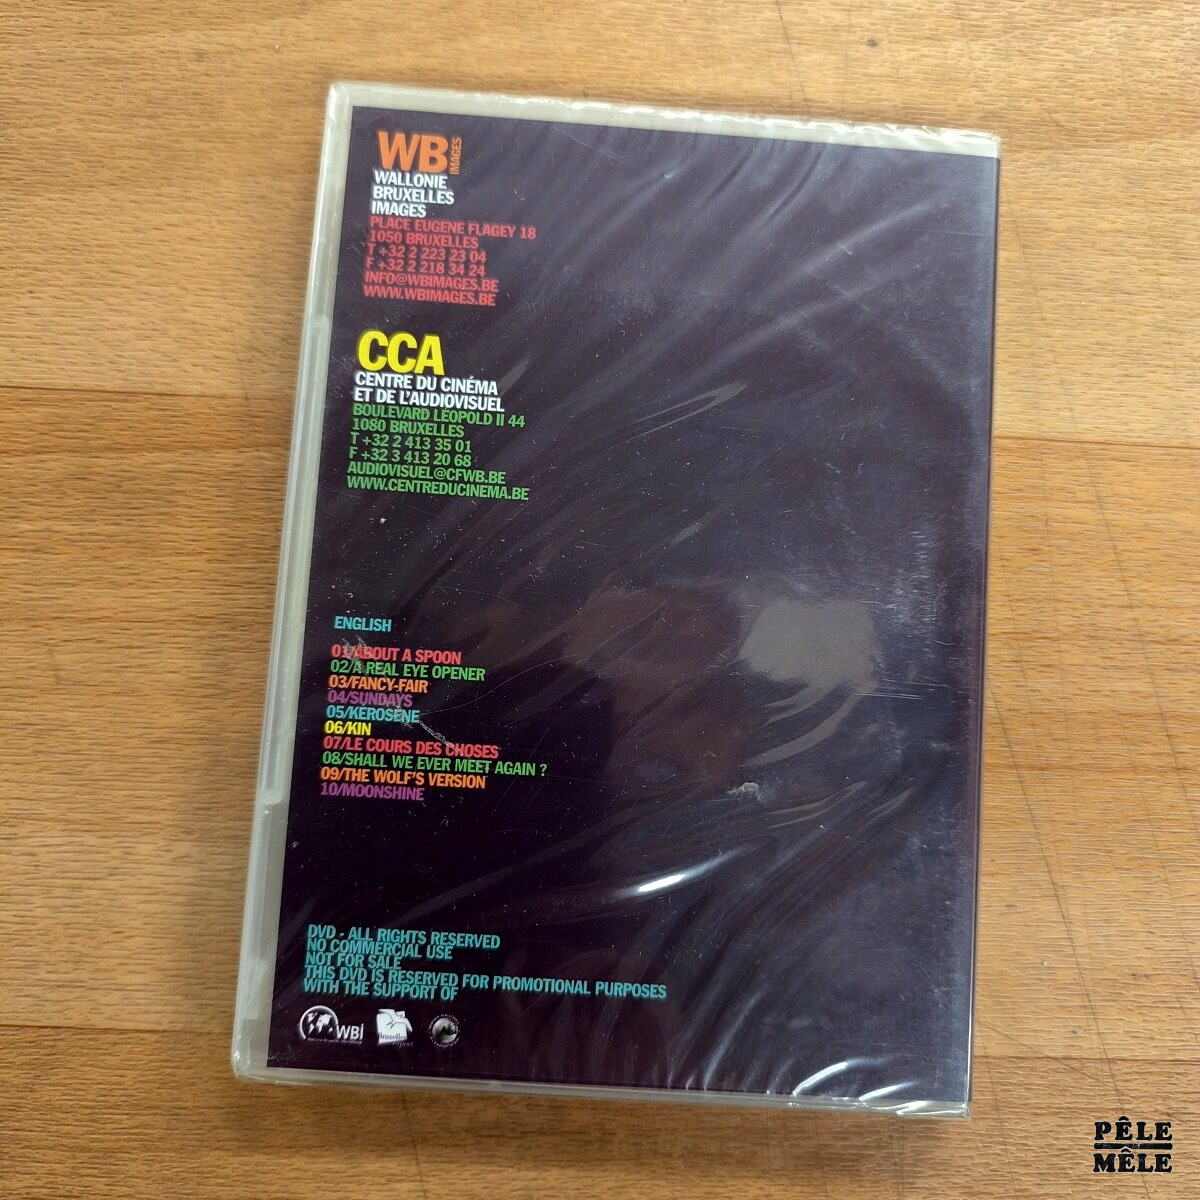 WB IMAGES
WALLONIE
BRUXELLES
IMAGES
PLACE EUGENE FLAGEY 18
1050 BRUXELLES
T +32 2 223 23 04
F +32 2 218 34 24
INFO@WBIMAGES.BE
WWW.WBIMAGES.BE
CCA
CENTRE DU CINÉMA
ET DE L'AUDIOVISUEL
BOULEVARD LEOPOLD II 44
1080 BRUXELLES
T +32 2 413 35 01
F +32 3 413 20 68
AUDIOVISUEL@CFWB.BE
WWW.CENTREDUCINEMA.BE
ENGLISH
01/ABOUT A SPOON
02/A REAL EYE OPENER
03/FANCY-FAIR
04/SUNDAYS
05/KEROSENE
06/KIN
07/LE COURS DES CHOSES
08/SHALL WE EVER MEET AGAIN ?
09/THE WOLF'S VERSION
10/MOONSHINE
DVD - ALL RIGHTS RESERVED
NO COMMERCIAL USE
NOT FOR SALE
THIS DVD IS RESERVED FOR PROMOTIONAL PURPOSES
WITH THE SUPPORT OF
WBI
Bruxelles
export
PÊLE
MÊLE